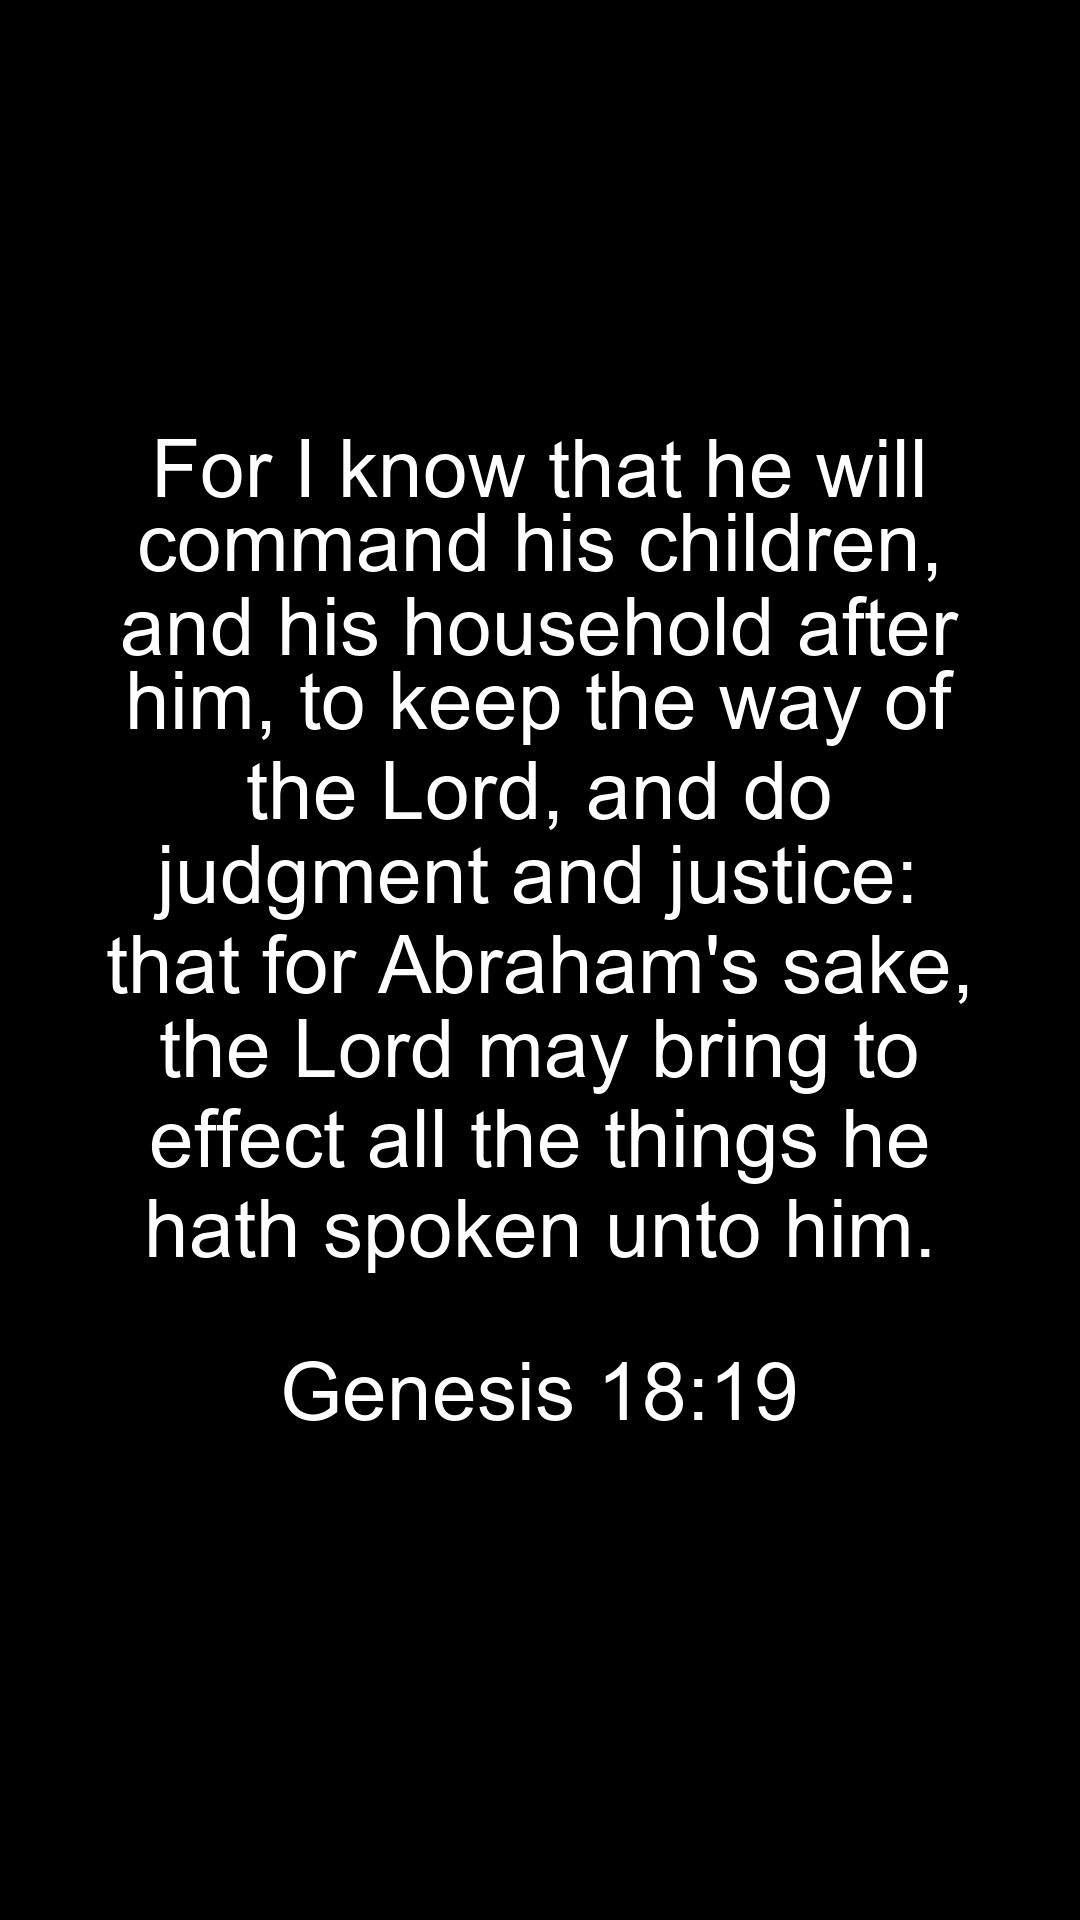 For I know that he will
command his children,
and his household after
him, to keep the way of
the Lord, and do
judgment and justice:
that for Abraham's sake,
the Lord may bring to
effect all the things he
hath spoken unto him.
Genesis 18:19